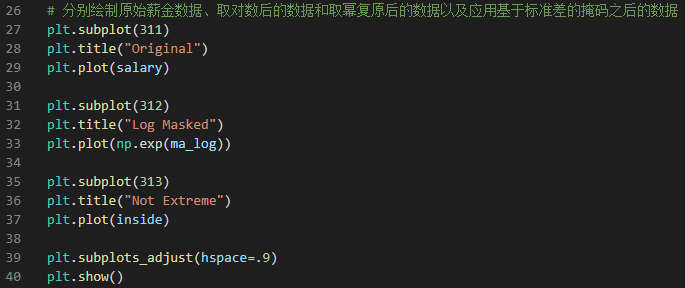 26 # 分别绘制原始薪金数据、取对数后的数据和取幂复原后的数据以及应用基于标准差的掩码之后的数据
27 plt.subplot(311)
28 plt.title("Original")
29 plt.plot(salary)
30
31 plt.subplot(312)
32 plt.title("Log Masked")
33 plt.plot(np.exp(ma_log))
34
35 plt.subplot(313)
36 plt.title("Not Extreme")
37 plt.plot(inside)
38
39 plt.subplots_adjust(hspace=.9)
40 plt.show()